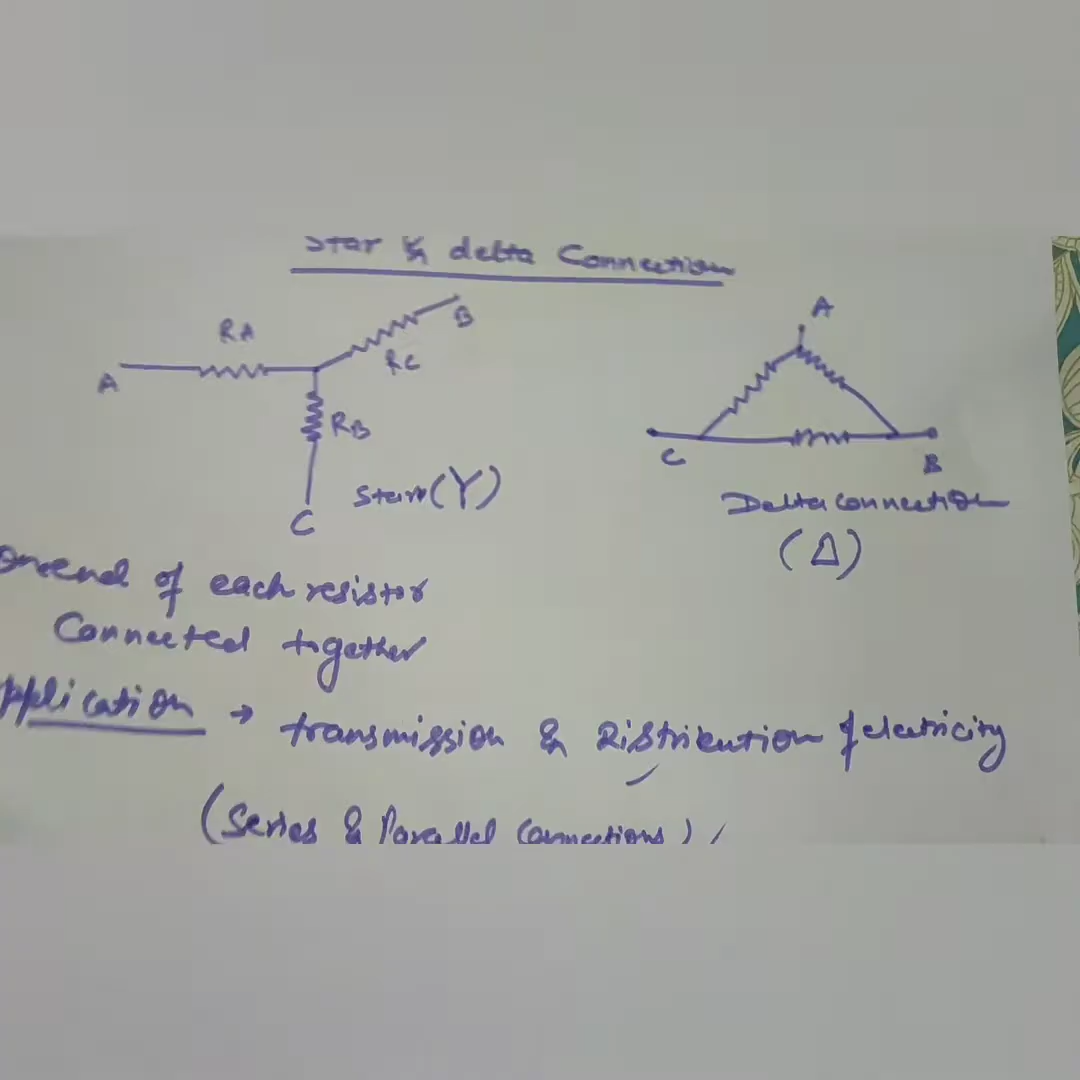 Star & delta Connection
RA
B
A
RC
RB
C
Star (Y)
A
C
B
Delta connection
(Δ)
One end of each resistor
Connected together
Application → transmission & Distribution of eletricity
(Series & Parallel Connections)